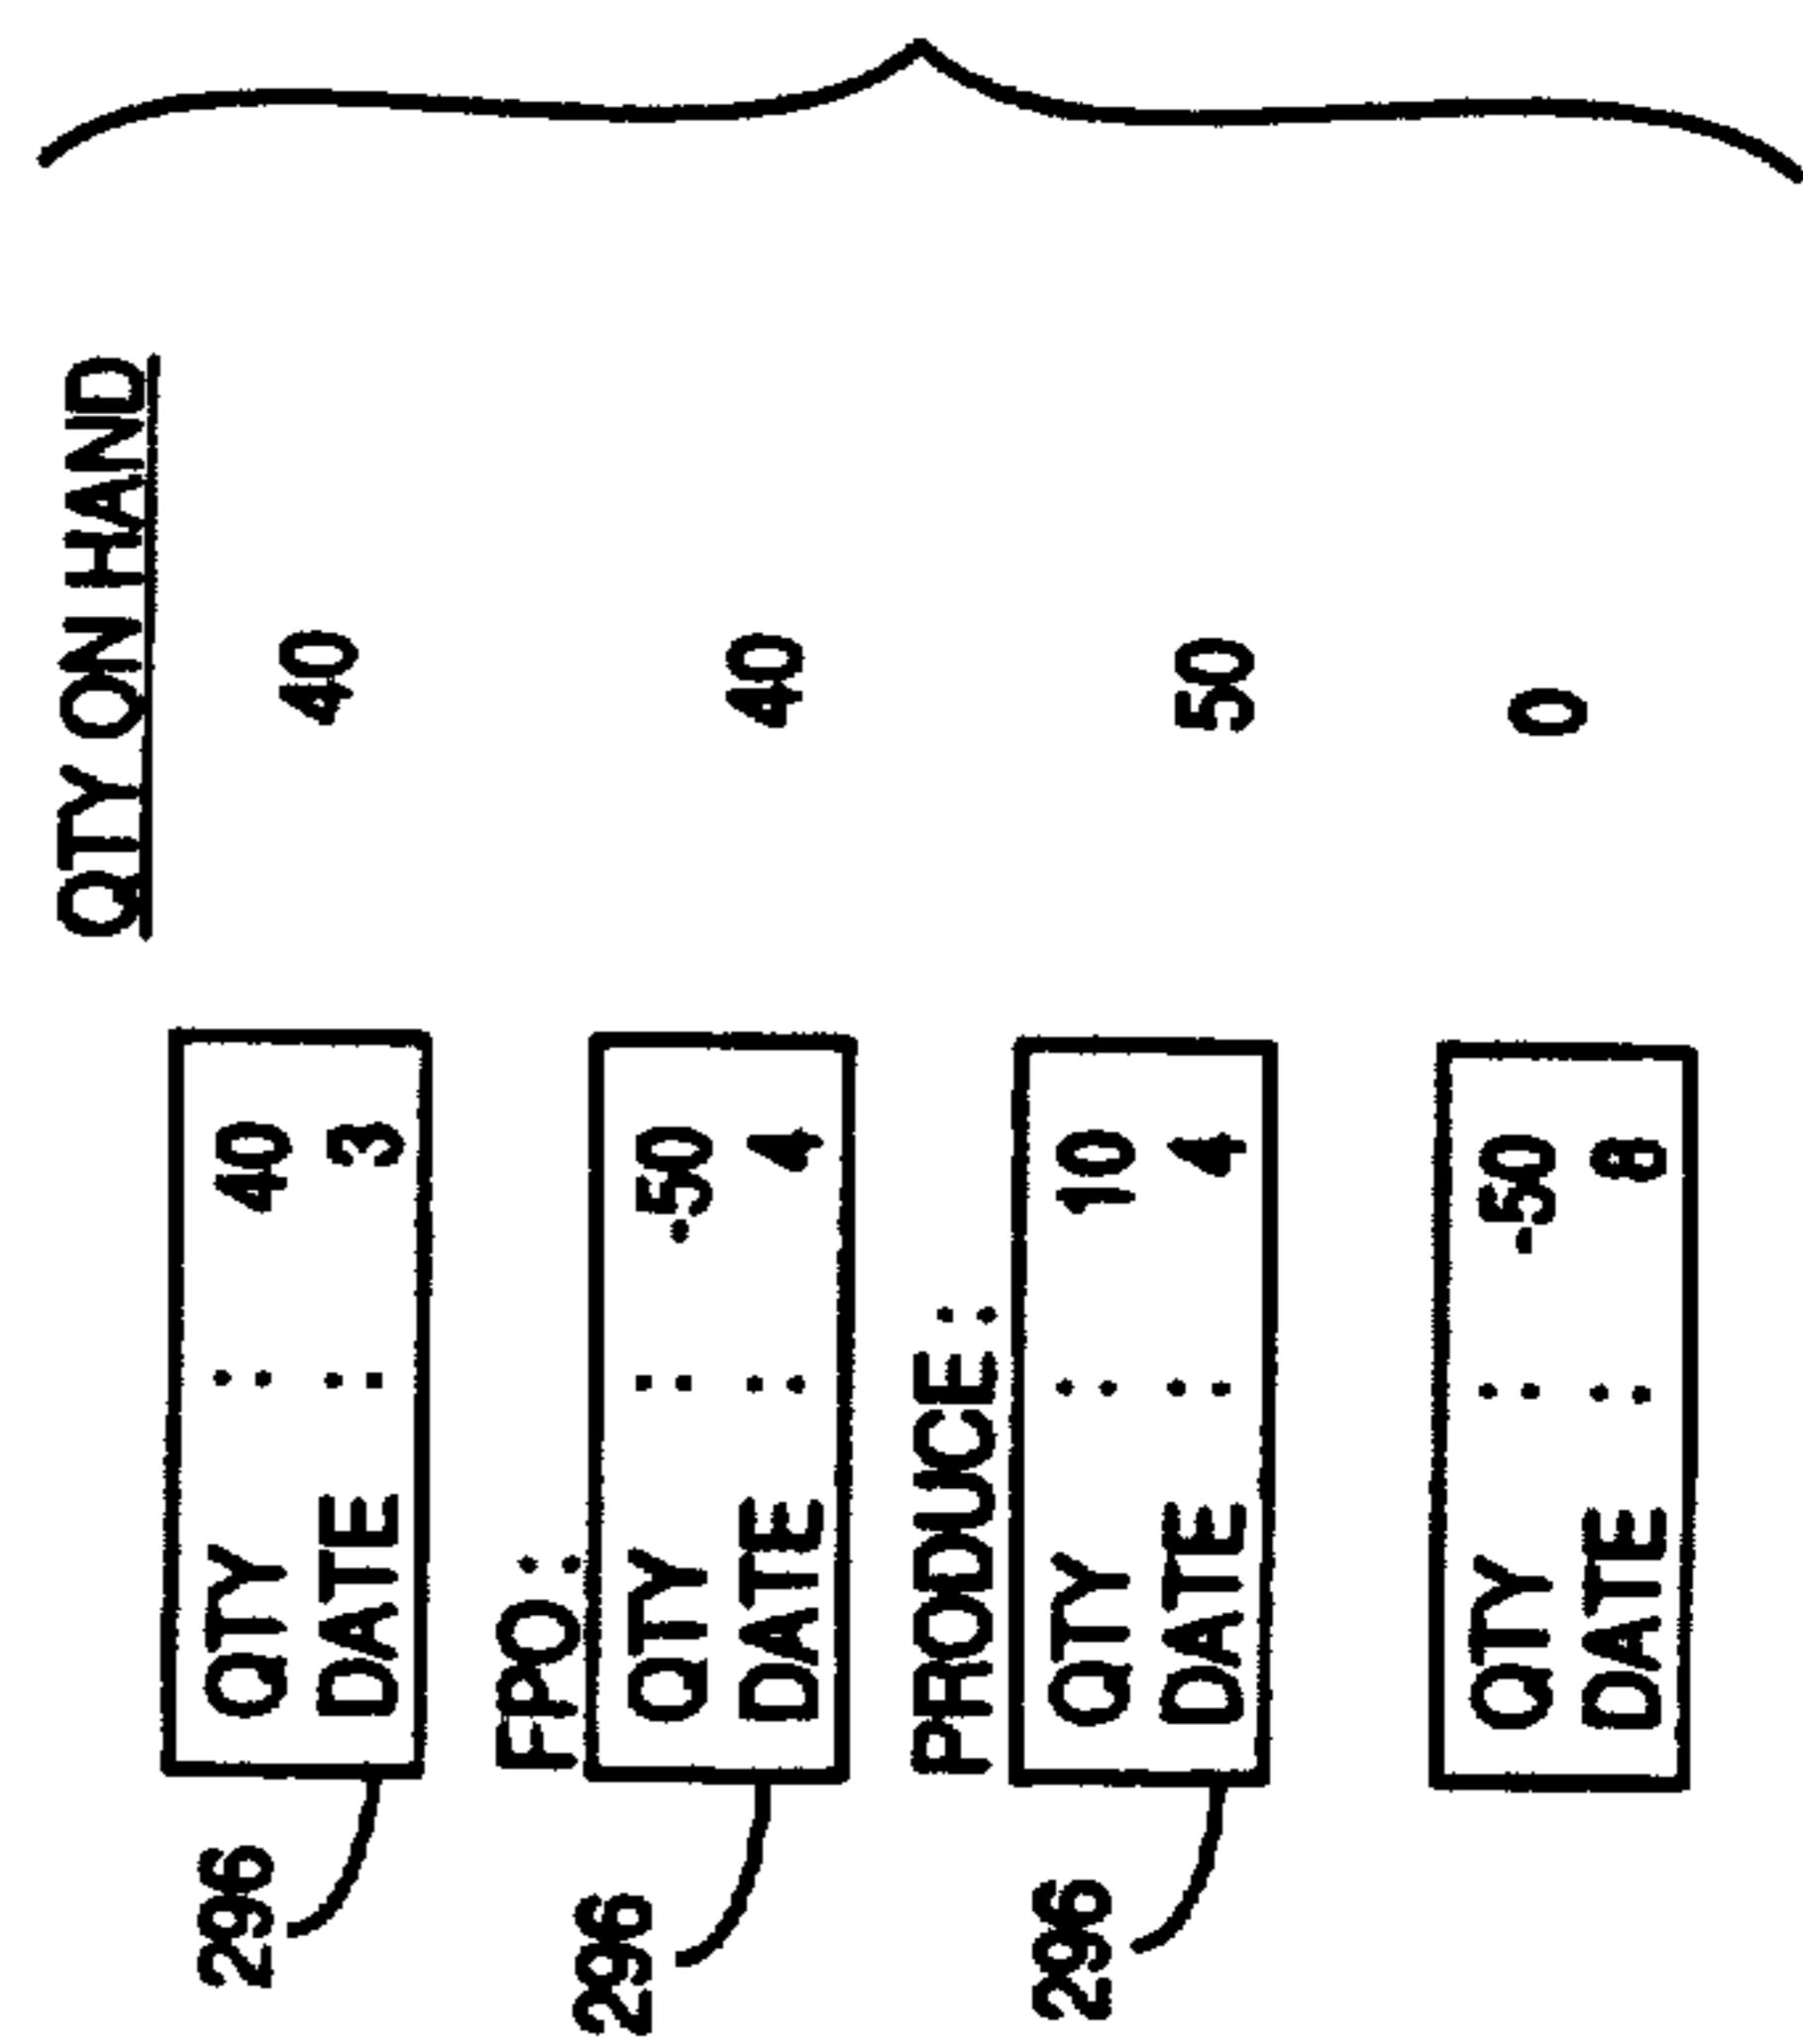 QTY ON HAND
296
QTY : 40
DATE : 3
40
FPO:
296
QTY : -50
DATE : 4
40
PRODUCE:
296
QTY : 10
DATE : 4
50
QTY : -50
DATE : 8
0